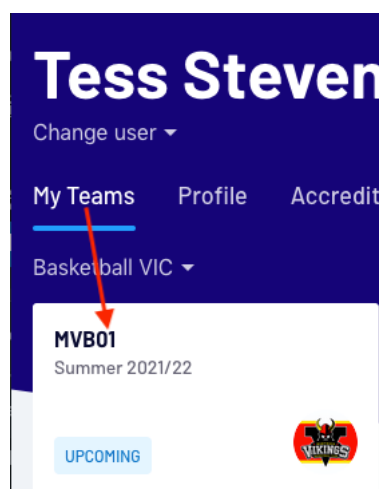 Tess Steven
Change user
My Teams Profile Accredit
Basketball VIC
MVB01
Summer 2021/22
UPCOMING
VIKINGS